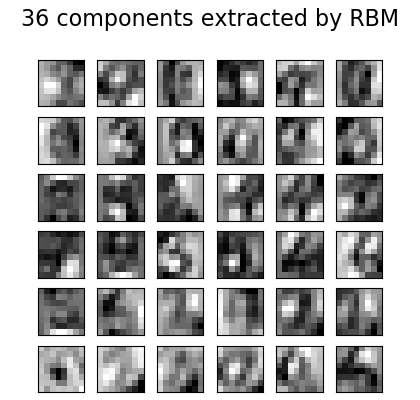 36 components extracted by RBM